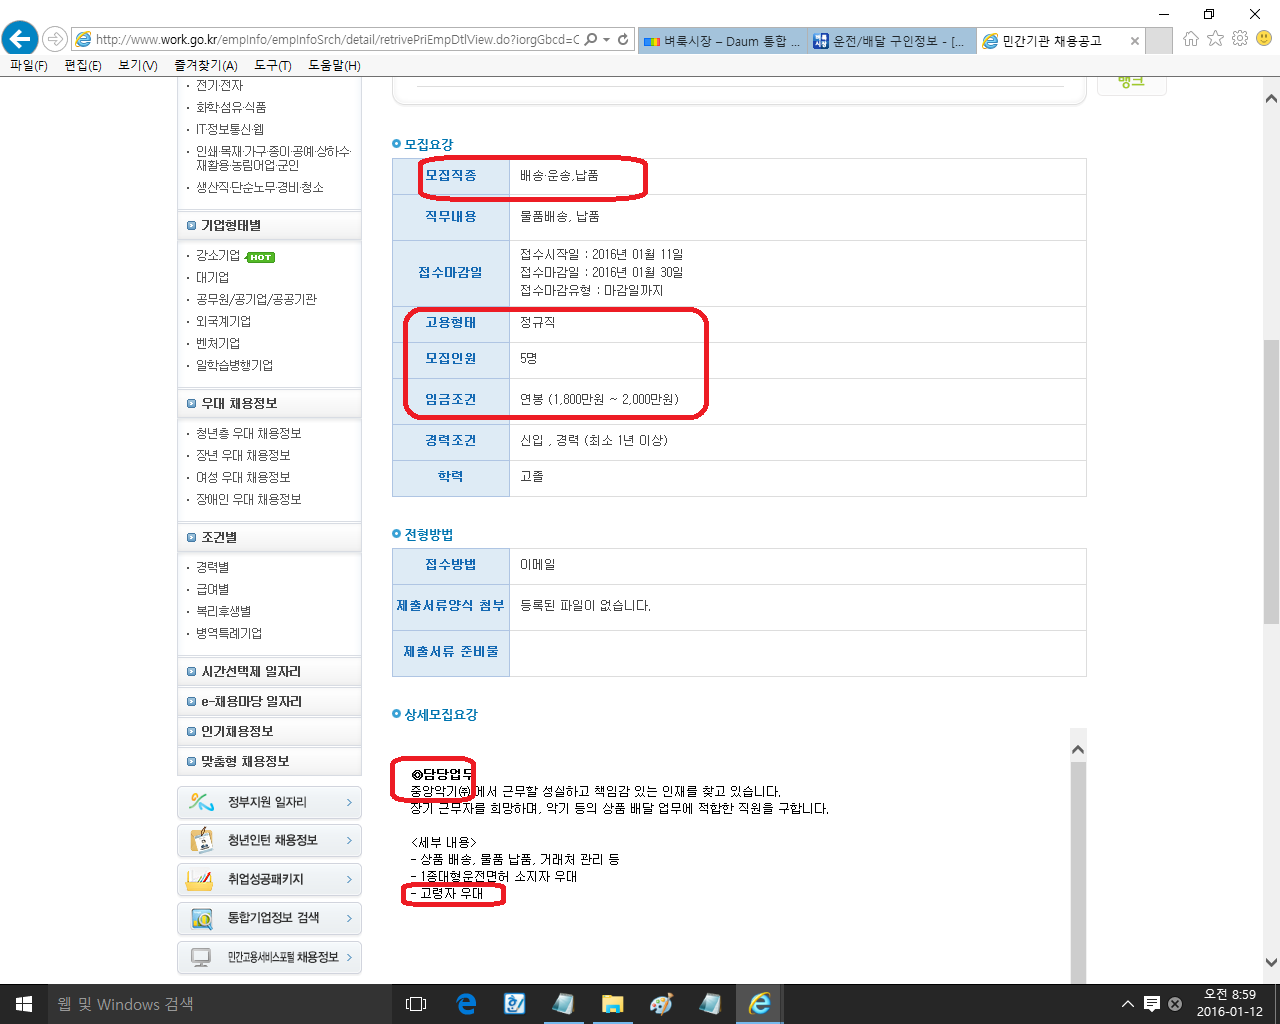 http://www.work.go.kr/empInfo/empInfoSrch/detail/retrivePriEmpDtlView.do?iorgGbcd=C
벼룩시장 – Daum 통합 ...
운전/배달 구인정보 - [...
민간기관 채용공고
파일(F) 편집(E) 보기(V) 즐겨찾기(A) 도구(T) 도움말(H)
전기·전자
화학·섬유·식품
IT·정보통신·웹
인쇄·목재·가구·종이·공예·상하수·
재활용·농림어업·군인
생산직·단순노무·경비·청소
기업형태별
강소기업 HOT
대기업
공무원/공기업/공공기관
외국계기업
벤처기업
일학습병행기업
우대 채용정보
청년층 우대 채용정보
장년 우대 채용정보
여성 우대 채용정보
장애인 우대 채용정보
조건별
경력별
급여별
복리후생별
병역특례기업
시간선택제 일자리
e-채용마당 일자리
인기채용정보
맞춤형 채용정보
정부지원 일자리
청년인턴 채용정보
취업성공패키지
통합기업정보 검색
민간고용서비스포털 채용정보
뱅크
모집요강
모집직종 배송·운송,납품
직무내용 물품배송, 납품
접수마감일
접수시작일 : 2016년 01월 11일
접수마감일 : 2016년 01월 30일
접수마감유형 : 마감일까지
고용형태 정규직
모집인원 5명
임금조건 연봉 (1,800만원 ~ 2,000만원)
경력조건 신입 , 경력 (최소 1년 이상)
학력 고졸
전형방법
접수방법 이메일
제출서류양식 첨부 등록된 파일이 없습니다.
제출서류 준비물
상세모집요강
◎담당업무
중앙악기㈜에서 근무할 성실하고 책임감 있는 인재를 찾고 있습니다.
장기 근무자를 희망하며, 악기 등의 상품 배달 업무에 적합한 직원을 구합니다.
<세부 내용>
- 상품 배송, 물품 납품, 거래처 관리 등
- 1종대형운전면허 소지자 우대
- 고령자 우대
웹 및 Windows 검색
오전 8:59
2016-01-12